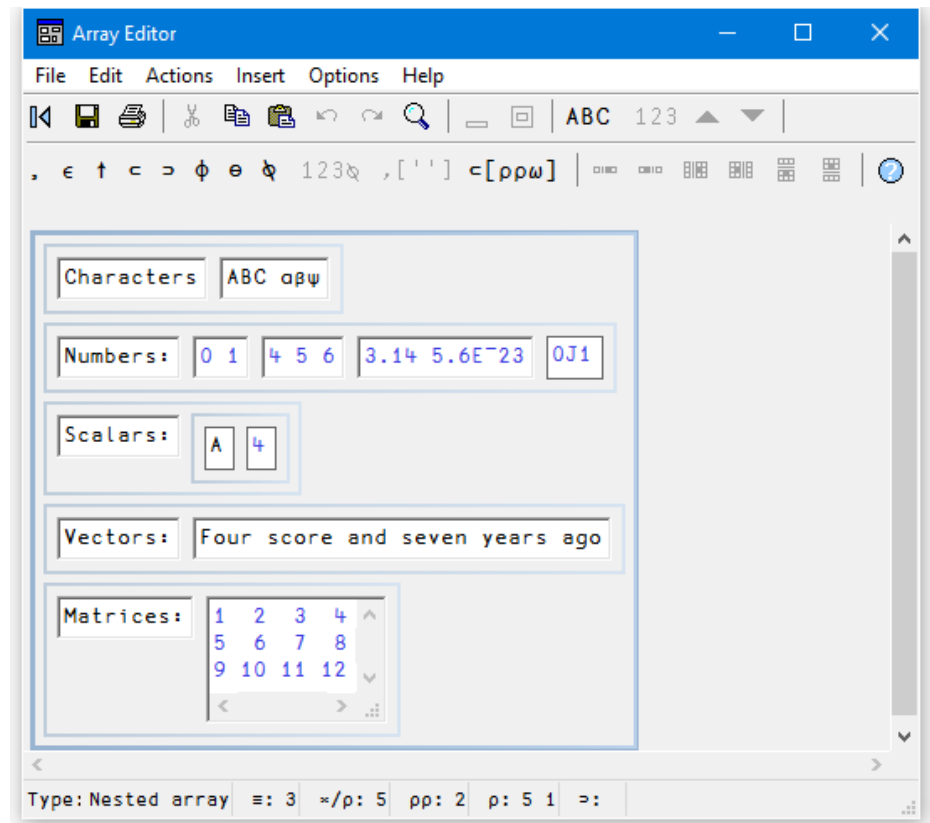 Array Editor
File Edit Actions Insert Options Help
ABC 123
, ∊ ↑ ⊂ ⊃ ⌽ ⊖ ⍉ 123⍉ ,[''] ⊂[⍴⍴⍵]
Characters ABC αβψ
Numbers: 0 1 4 5 6 3.14 5.6E¯23 0J1
Scalars: A 4
Vectors: Four score and seven years ago
Matrices: 1 2 3 4
5 6 7 8
9 10 11 12
Type: Nested array ≡: 3 ×/⍴: 5 ⍴⍴: 2 ⍴: 5 1 ⊃: